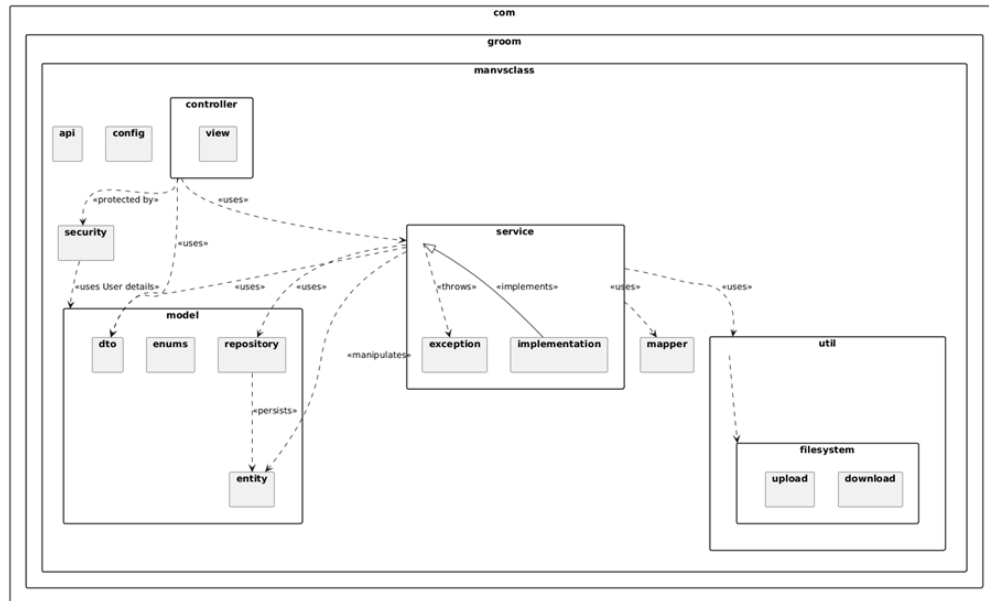 com
groom
manvsclass
controller
api
config
view
«protected by»
«uses»
security
service
«uses»
«uses User details»
«uses»
«uses»
«throws»
«implements»
«uses»
«uses»
model
dto
enums
repository
exception
implementation
mapper
util
«manipulates»
«persists»
filesystem
entity
upload
download